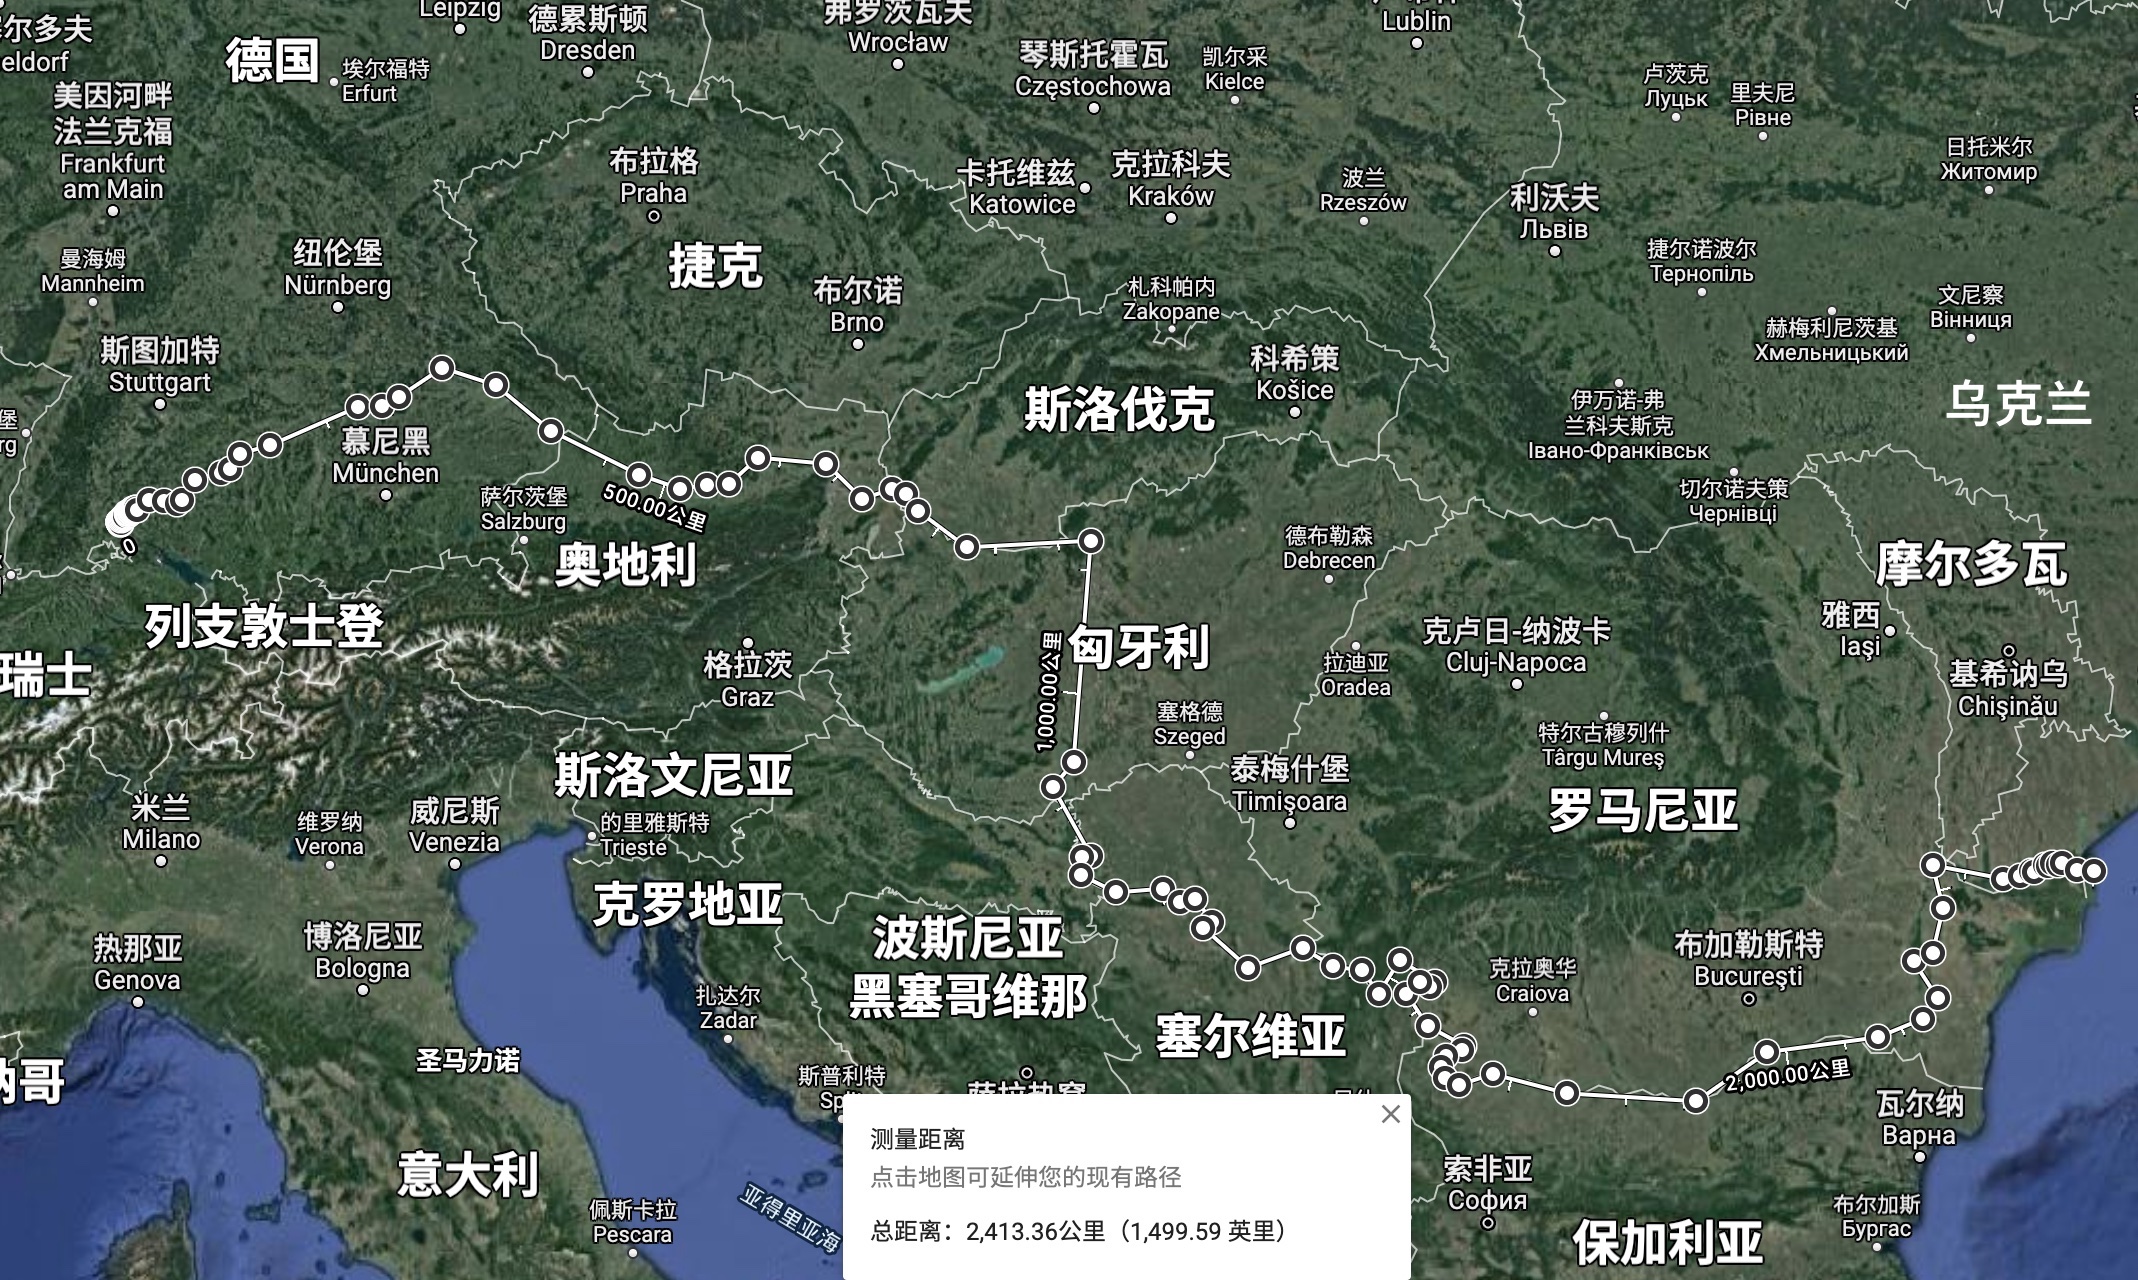 Leipzig
德累斯顿
Dresden
弗罗茨瓦夫
Wrocław
Lublin
尔多夫
eldorf
德国
埃尔福特
Erfurt
琴斯托霍瓦
Częstochowa
凯尔采
Kielce
卢茨克
Луцьк
里夫尼
Рівне
美因河畔
法兰克福
Frankfurt
am Main
布拉格
Praha
卡托维兹
Katowice
克拉科夫
Kraków
波兰
Rzeszów
利沃夫
Львів
日托米尔
Житомир
曼海姆
Mannheim
纽伦堡
Nürnberg
捷克
布尔诺
Brno
札科帕内
Zakopane
捷尔诺波尔
Тернопіль
赫梅利尼茨基
Хмельницький
文尼察
Вінниця
斯图加特
Stuttgart
科希策
Košice
斯洛伐克
伊万诺-弗
兰科夫斯克
Івано-Франківськ
乌克兰
堡
rg
慕尼黑
München
萨尔茨堡
Salzburg
500.00公里
切尔诺夫策
Чернівці
0
奥地利
德布勒森
Debrecen
摩尔多瓦
列支敦士登
瑞士
格拉茨
Graz
1,000.00公里
匈牙利
拉迪亚
Oradea
克卢日-纳波卡
Cluj-Napoca
雅西
Iaşi
基希讷乌
Chişinău
塞格德
Szeged
特尔古穆列什
Târgu Mureş
斯洛文尼亚
泰梅什堡
Timişoara
罗马尼亚
米兰
Milano
维罗纳
Verona
威尼斯
Venezia
的里雅斯特
Trieste
克罗地亚
热那亚
Genova
博洛尼亚
Bologna
扎达尔
Zadar
波斯尼亚
黑塞哥维那
克拉奥华
Craiova
布加勒斯特
Bucureşti
塞尔维亚
纳哥
圣马力诺
斯普利特
Sp
萨拉热窝
2,000.00公里
瓦尔纳
Варна
意大利
佩斯卡拉
Pescara
亚得里亚海
索非亚
София
保加利亚
布尔加斯
Бургас
测量距离
点击地图可延伸您的现有路径
总距离：2,413.36公里（1,499.59 英里）